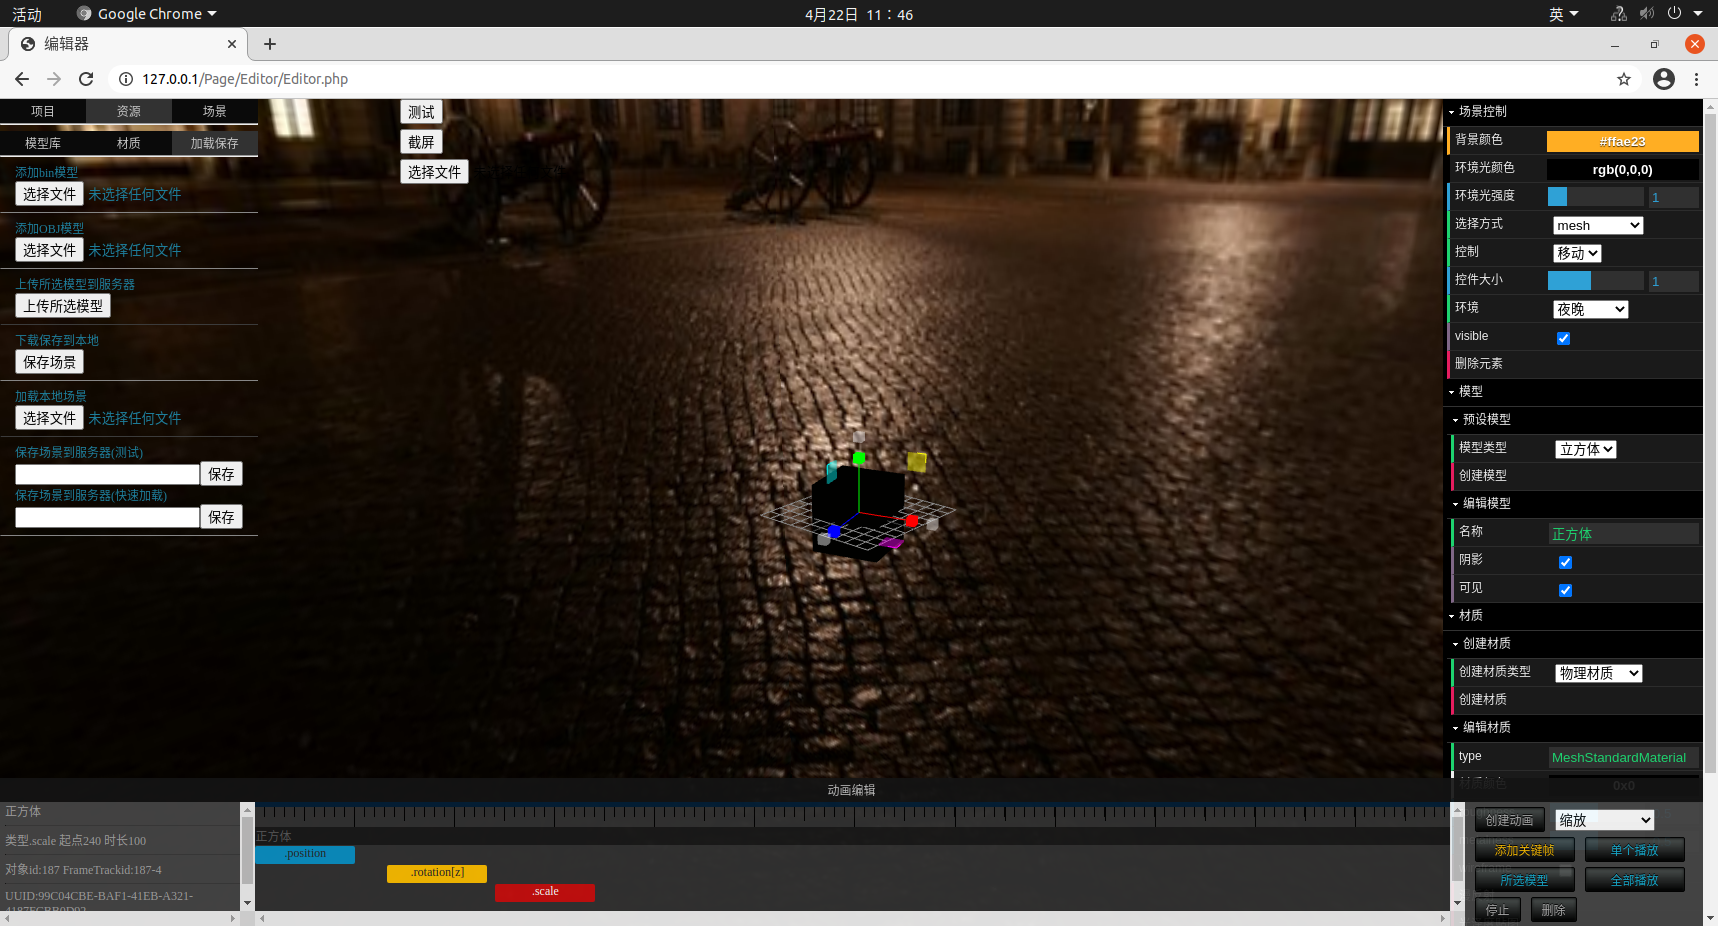 活动
Google Chrome
4月22日 11：46
英
编辑器
127.0.0.1/Page/Editor/Editor.php
项目
资源
场景
模型库
材质
加载保存
添加bin模型
选择文件 未选择任何文件
添加OBJ模型
选择文件 未选择任何文件
上传所选模型到服务器
上传所选模型
下载保存到本地
保存场景
加载本地场景
选择文件 未选择任何文件
保存场景到服务器(测试)
保存
保存场景到服务器(快速加载)
保存
测试
截屏
选择文件
场景控制
背景颜色 #ffae23
环境光颜色 rgb(0,0,0)
环境光强度 1
选择方式 mesh
控制 移动
控件大小 1
环境 夜晚
visible
删除元素
模型
预设模型
模型类型 立方体
创建模型
编辑模型
名称 正方体
阴影
可见
材质
创建材质
创建材质类型 物理材质
创建材质
编辑材质
type MeshStandardMaterial
材质颜色 0x0
动画编辑
正方体
类型.scale 起点240 时长100
对象id:187 FrameTrackid:187-4
UUID:99C04CBE-BAF1-41EB-A321-
正方体
.position
.rotation[z]
.scale
创建动画 缩放
添加关键帧 单个播放
所选模型 全部播放
停止 删除